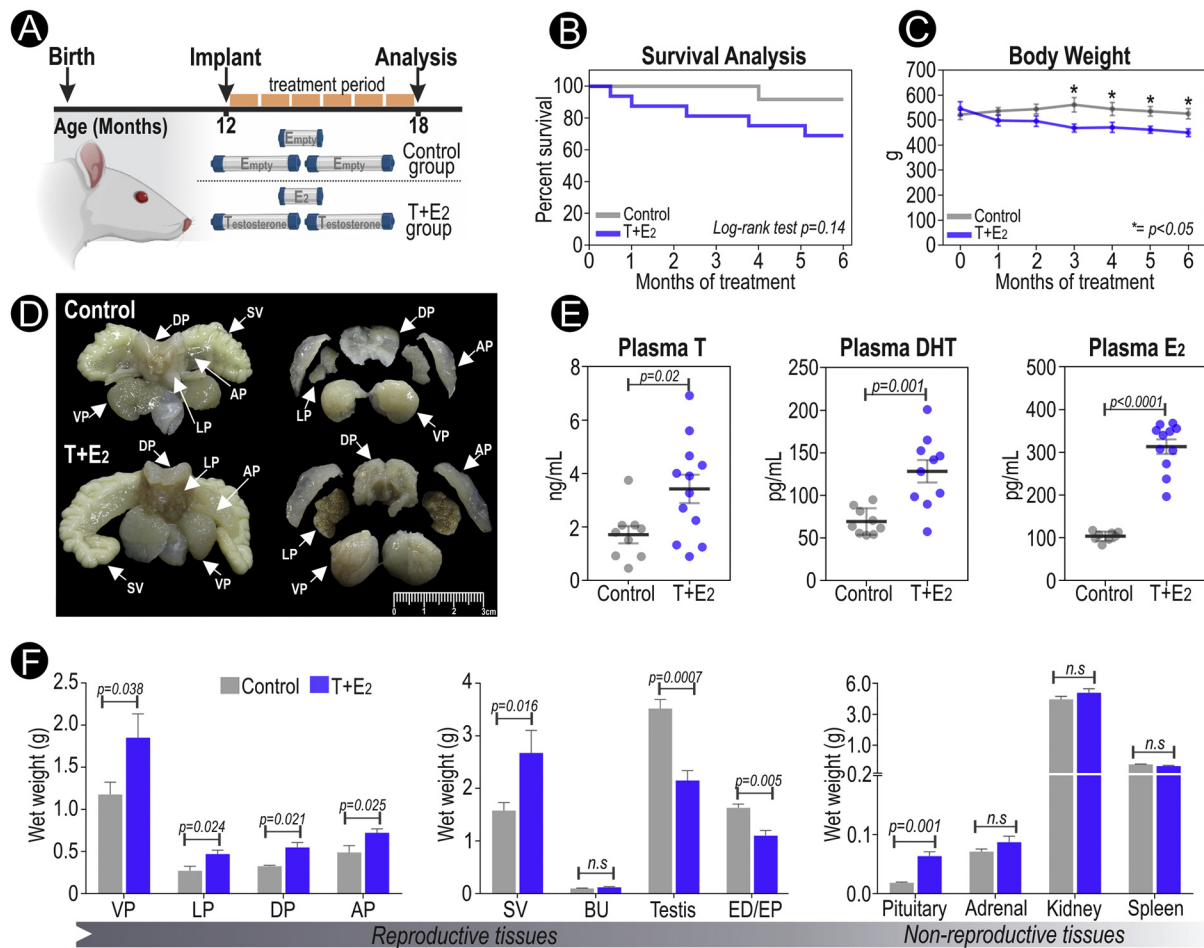 A
Birth
Implant
Analysis
treatment period
Age (Months)
12
18
Empty
Empty
Empty
Control
group
E2
Testosterone
Testosterone
T+E2
group
B
Survival Analysis
Percent survival
100
80
60
40
20
0
Control
T+E2
Log-rank test p=0.14
0 1 2 3 4 5 6
Months of treatment
C
Body Weight
g
700
600
500
400
300
200
100
0
* * * *
Control
T+E2
*= p<0.05
0 1 2 3 4 5 6
Months of treatment
D
Control
DP
SV
AP
VP
LP
DP
AP
LP
VP
T+E2
DP
LP
AP
SV
VP
DP
AP
LP
VP
0 1 2 3cm
E
Plasma T
ng/mL
8
6
4
2
0
p=0.02
Control T+E2
Plasma DHT
pg/mL
250
200
150
100
50
0
p=0.001
Control T+E2
Plasma E2
pg/mL
500
400
300
200
100
0
p<0.0001
Control T+E2
F
Control T+E2
Wet weight (g)
2.5
2.0
1.5
1.0
0.5
0
p=0.038
p=0.024
p=0.021
p=0.025
VP LP DP AP
Wet weight (g)
4
3
2
1
0
p=0.016
n.s
p=0.0007
p=0.005
SV BU Testis ED/EP
Wet weight (g)
6.0
3.0
1.0
0.2
0.1
0.0
p=0.001
n.s
n.s
n.s
Pituitary Adrenal Kidney Spleen
Reproductive tissues
Non-reproductive tissues